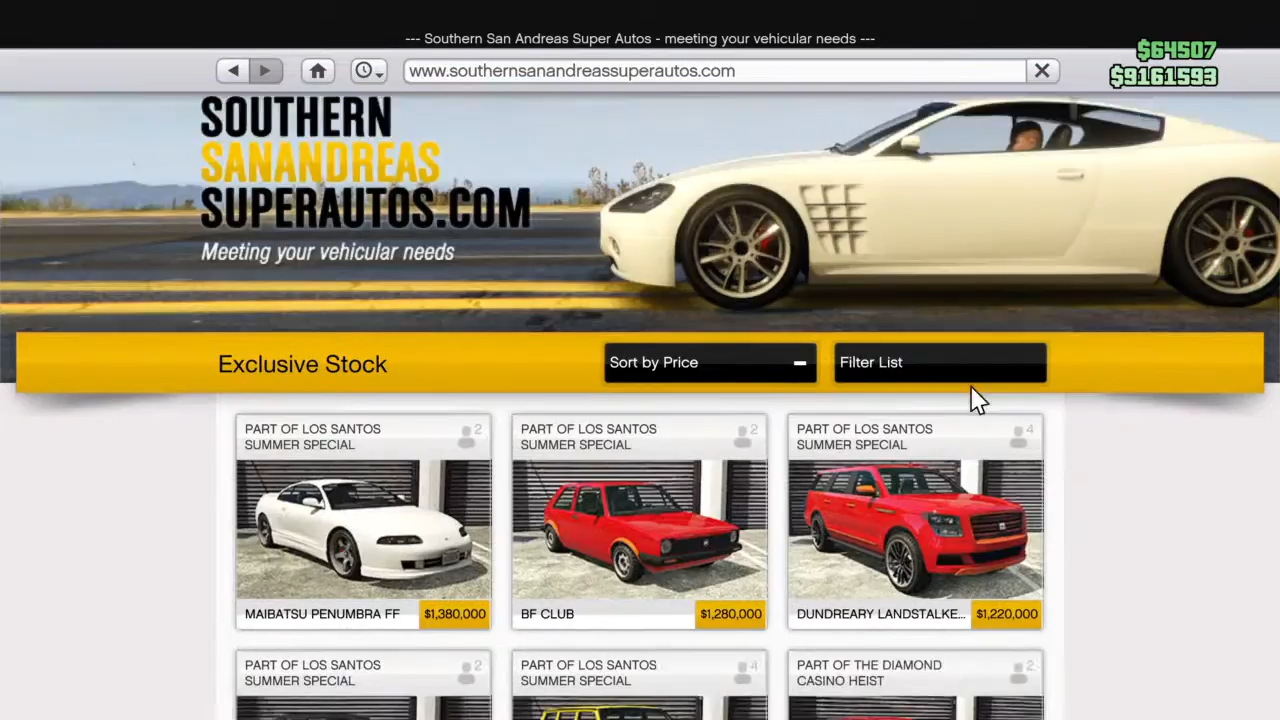 --- Southern San Andreas Super Autos - meeting your vehicular needs ---
$64507
www.southernsanandreassuperautos.com
$9161593
SOUTHERN
SANANDREAS
SUPERAUTOS.COM
Meeting your vehicular needs
Exclusive Stock
Sort by Price
Filter List
PART OF LOS SANTOS
SUMMER SPECIAL
2
MAIBATSU PENUMBRA FF
$1,380,000
PART OF LOS SANTOS
SUMMER SPECIAL
2
BF CLUB
$1,280,000
PART OF LOS SANTOS
SUMMER SPECIAL
4
DUNDREARY LANDSTALKE...
$1,220,000
PART OF LOS SANTOS
SUMMER SPECIAL
2
PART OF LOS SANTOS
SUMMER SPECIAL
4
PART OF THE DIAMOND
CASINO HEIST
2